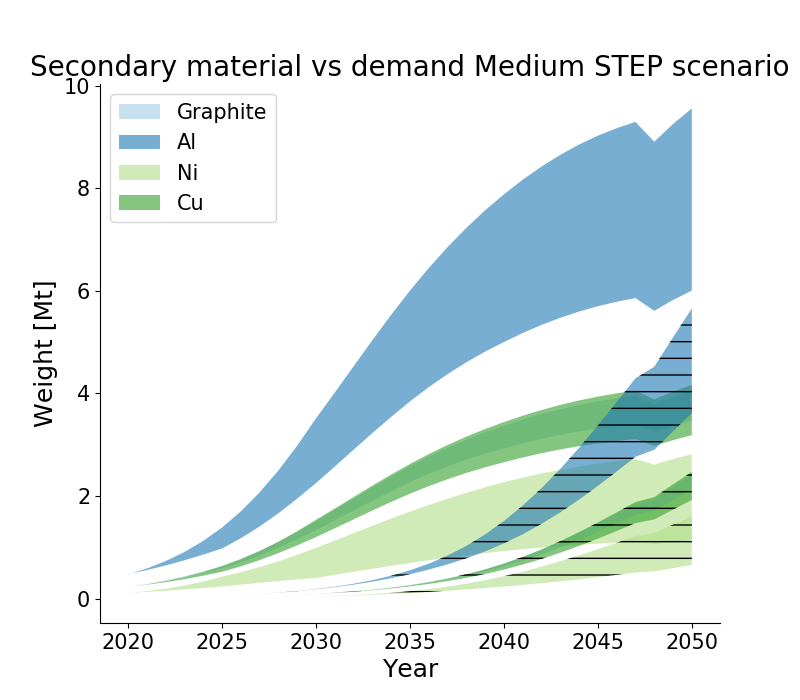 Secondary material vs demand Medium STEP scenario
Graphite
Al
Ni
Cu
10
8
6
4
2
0
Weight [Mt]
2020 2025 2030 2035 2040 2045 2050
Year